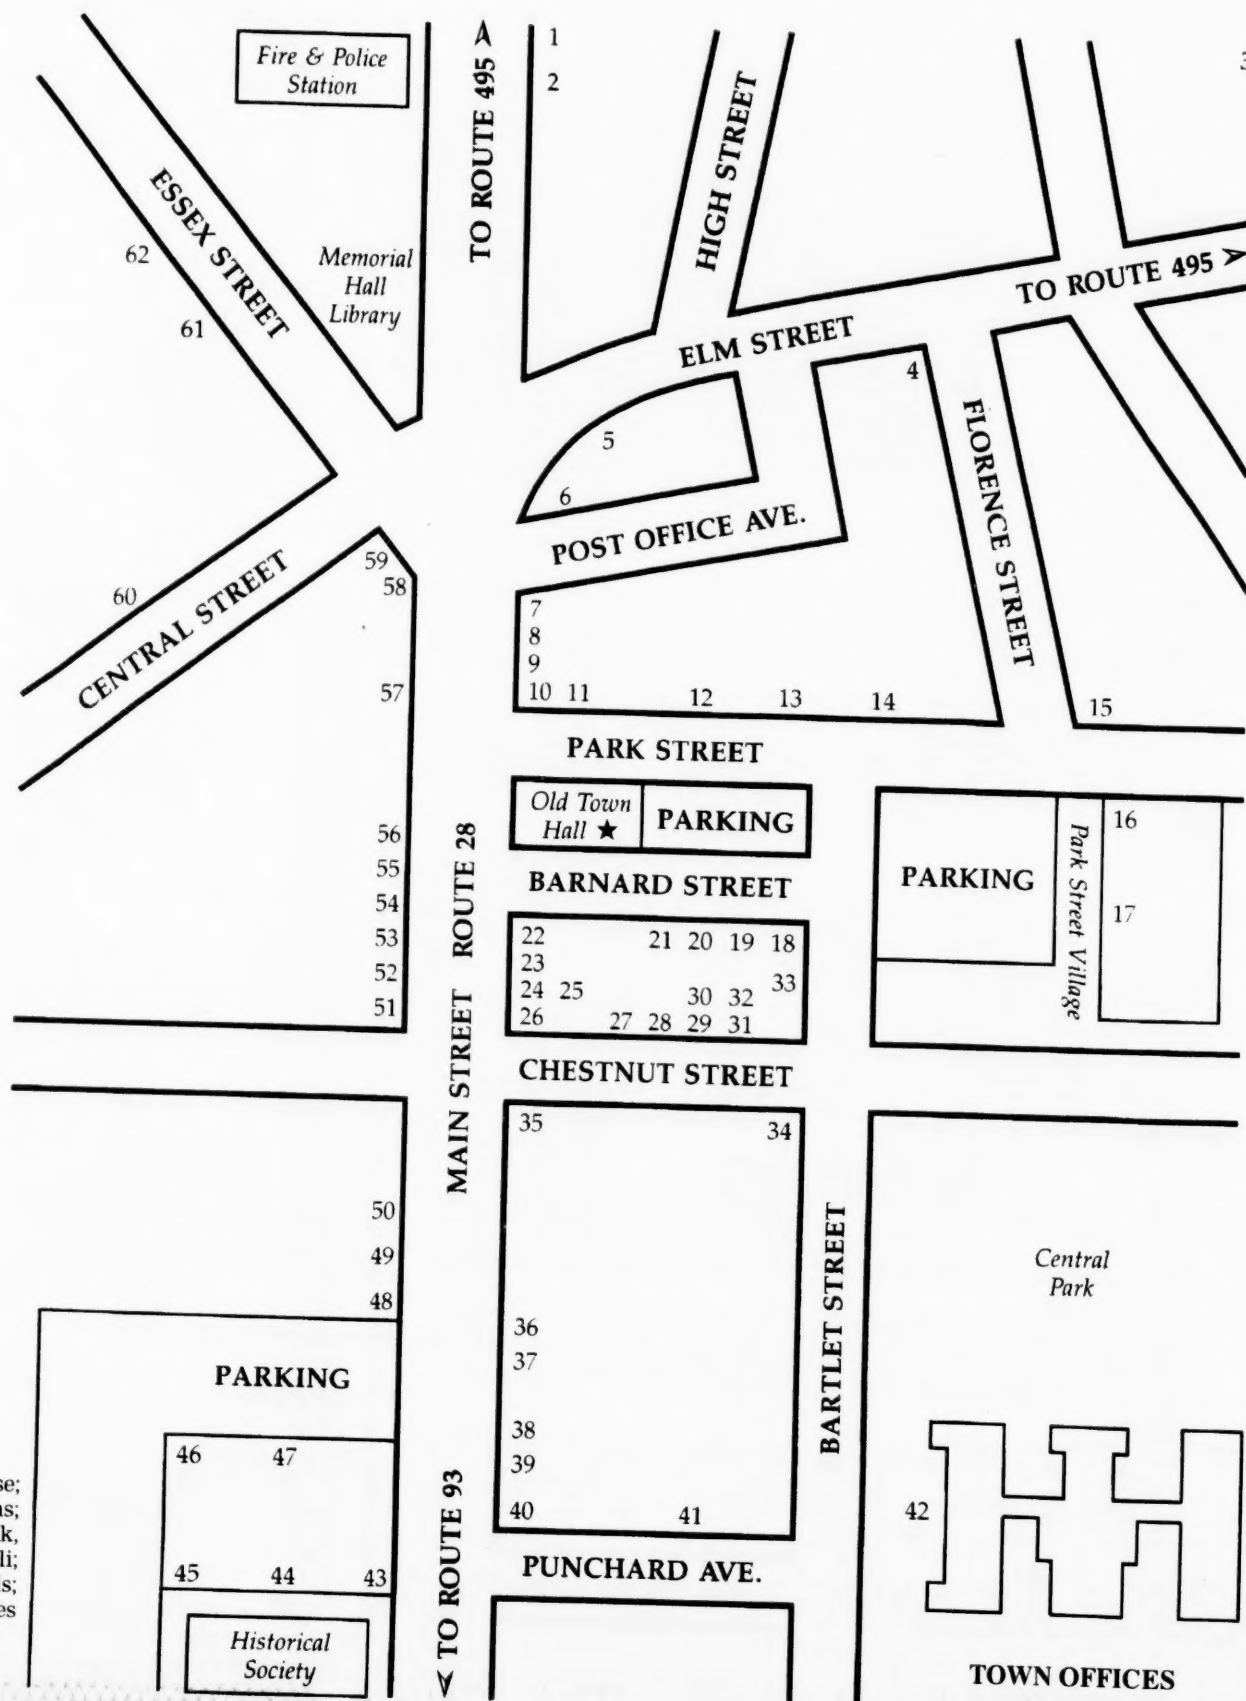 Fire & Police
Station
TO ROUTE 495
1
2
HIGH STREET
ESSEX STREET
62
61
Memorial
Hall
Library
TO ROUTE 495
ELM STREET
4
5
6
POST OFFICE AVE.
FLORENCE STREET
59
58
60
CENTRAL STREET
57
7
8
9
10 11 12 13 14 15
PARK STREET
Old Town
Hall ★
PARKING
56
55
54
53
52
51
MAIN STREET ROUTE 28
BARNARD STREET
PARKING
Park Street Village
16
17
22 21 20 19 18
23
33
24 25 30 32
26 27 28 29 31
CHESTNUT STREET
35 34
50
49
48
BARTLET STREET
Central
Park
36
37
PARKING
38
39
46 47
40 41
42
se;
ns;
k,
li;
s;
es
45 44 43
TO ROUTE 93
PUNCHARD AVE.
Historical
Society
TOWN OFFICES